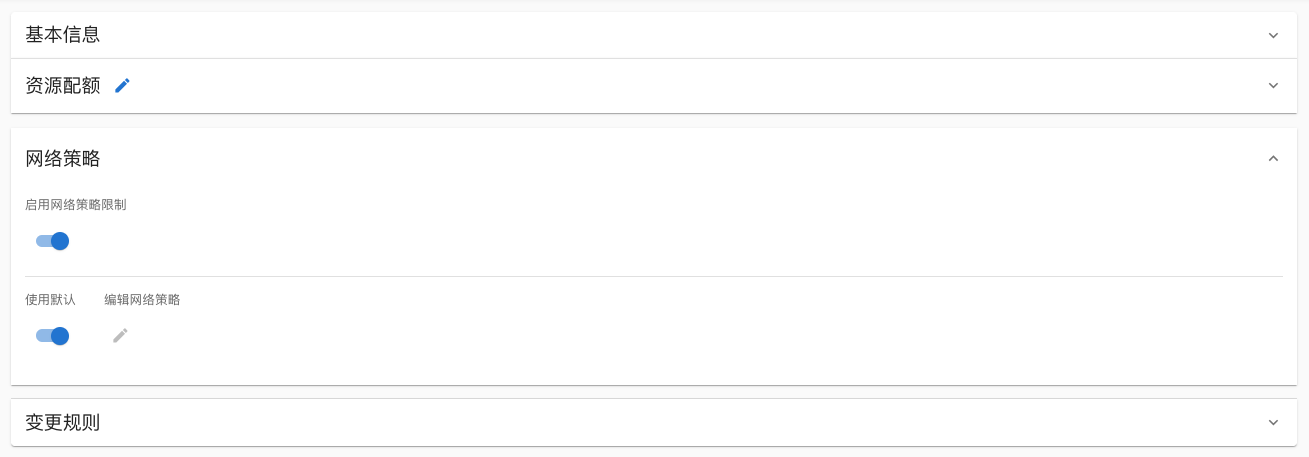 基本信息
资源配额
网络策略
启用网络策略限制
使用默认 编辑网络策略
变更规则